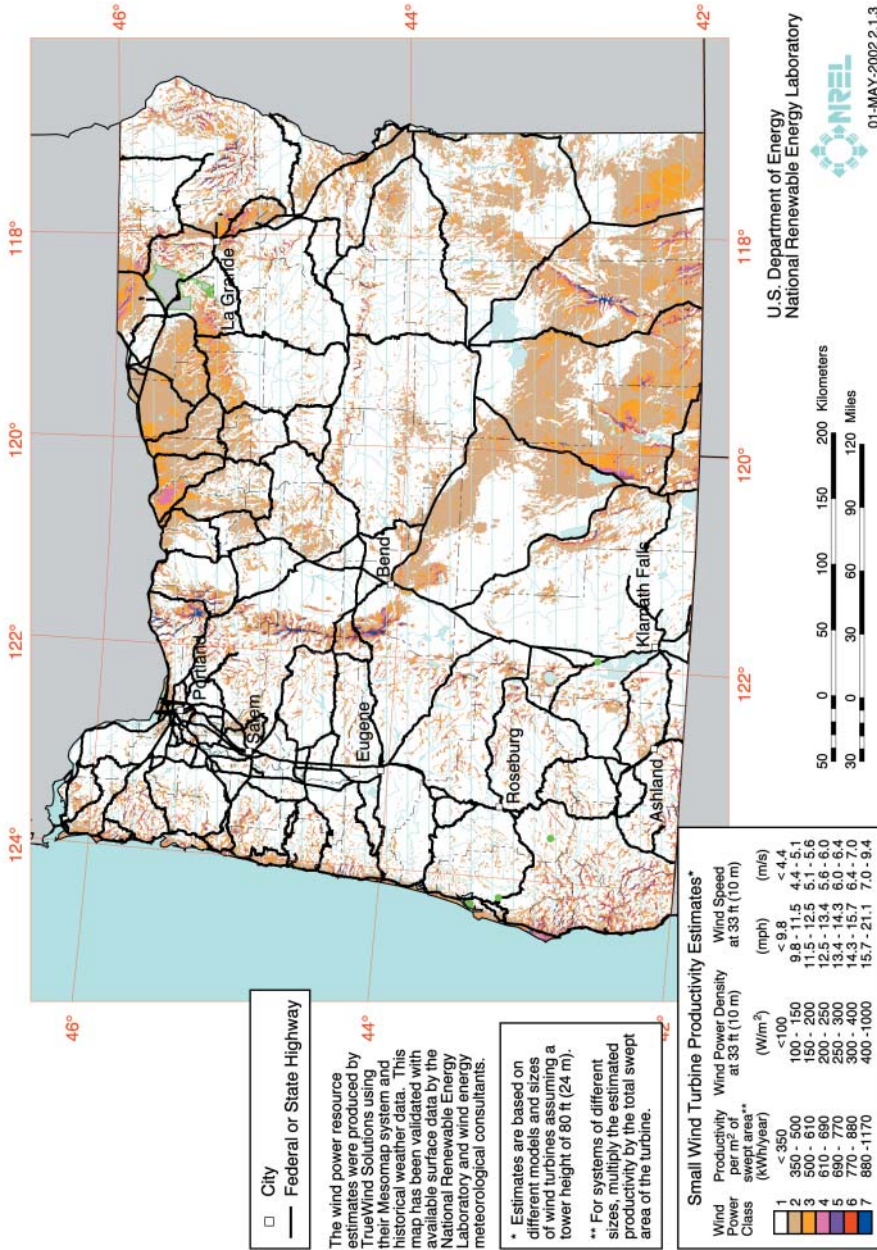 124°
122°
120°
118°
46°
46°
44°
44°
42°
42°
122°
120°
118°
Portland
Salem
Eugene
Bend
La Grande
Roseburg
Ashland
Klamath Falls
City
Federal or State Highway
The wind power resource
estimates were produced by
TrueWind Solutions using
their Mesomap system and
historical weather data. This
map has been validated with
available surface data by the
National Renewable Energy
Laboratory and wind energy
meteorological consultants.
* Estimates are based on
different models and sizes
of wind turbines assuming a
tower height of 80 ft (24 m).
** For systems of different
sizes, multiply the estimated
productivity by the total swept
area of the turbine.
Small Wind Turbine Productivity Estimates*
Wind Power Class Productivity per m² of swept area** (kWh/year) Wind Power Density at 33 ft (10 m) (W/m²) Wind Speed at 33 ft (10 m) (mph) (m/s)
1 < 350 <100 < 9.8 < 4.4
2 350 - 500 100 - 150 9.8 - 11.5 4.4 - 5.1
3 500 - 610 150 - 200 11.5 - 12.5 5.1 - 5.6
4 610 - 690 200 - 250 12.5 - 13.4 5.6 - 6.0
5 690 - 770 250 - 300 13.4 - 14.3 6.0 - 6.4
6 770 - 880 300 - 400 14.3 - 15.7 6.4 - 7.0
7 880 -1170 400 -1000 15.7 - 21.1 7.0 - 9.4
50 0 50 100 150 200 Kilometers
30 0 30 60 90 120 Miles
U.S. Department of Energy
National Renewable Energy Laboratory
NREL
01-MAY-2002 2.1.3